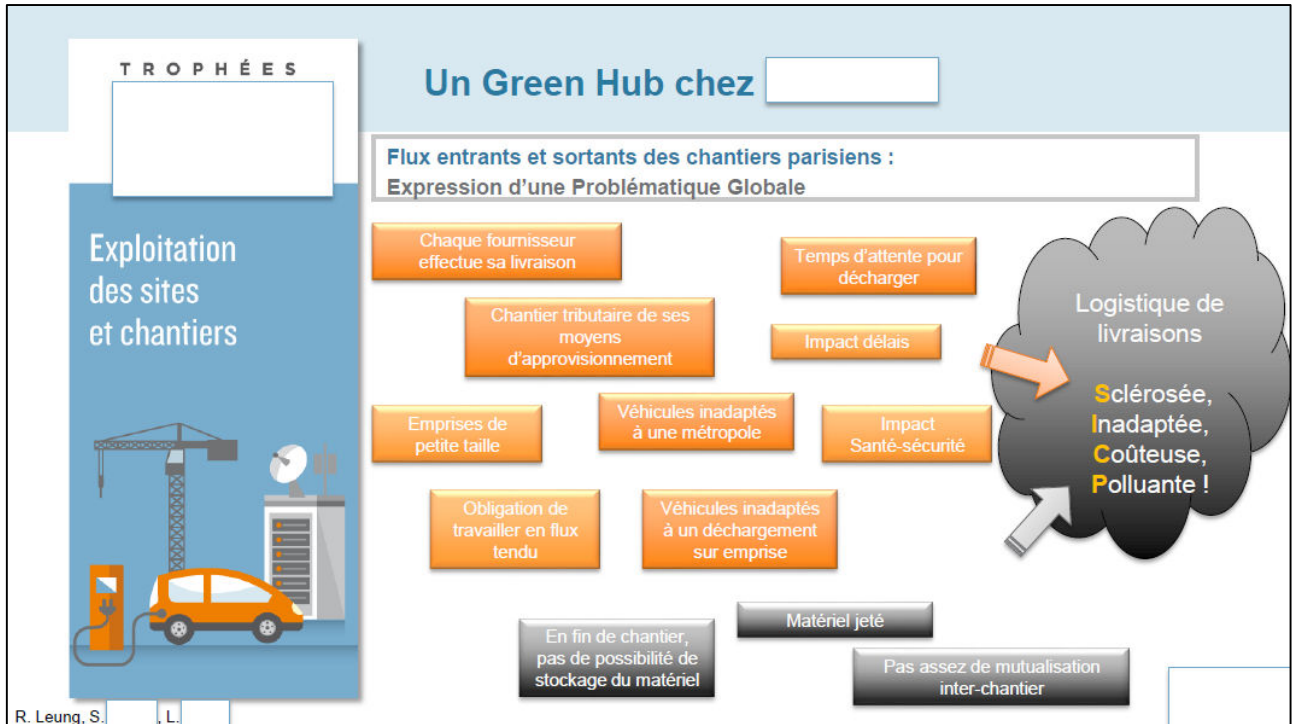 TROPHÉES
Exploitation
des sites
et chantiers
Un Green Hub chez
Flux entrants et sortants des chantiers parisiens :
Expression d’une Problématique Globale
Chaque fournisseur
effectue sa livraison
Temps d’attente pour
décharger
Chantier tributaire de ses
moyens
d’approvisionnement
Impact délais
Emprises de
petite taille
Véhicules inadaptés
à une métropole
Impact
Santé-sécurité
Obligation de
travailler en flux
tendu
Véhicules inadaptés
à un déchargement
sur emprise
Logistique de
livraisons
Sclérosée,
Inadaptée,
Coûteuse,
Polluante !
En fin de chantier,
pas de possibilité de
stockage du matériel
Matériel jeté
Pas assez de mutualisation
inter-chantier
R. Leung, S. , L.